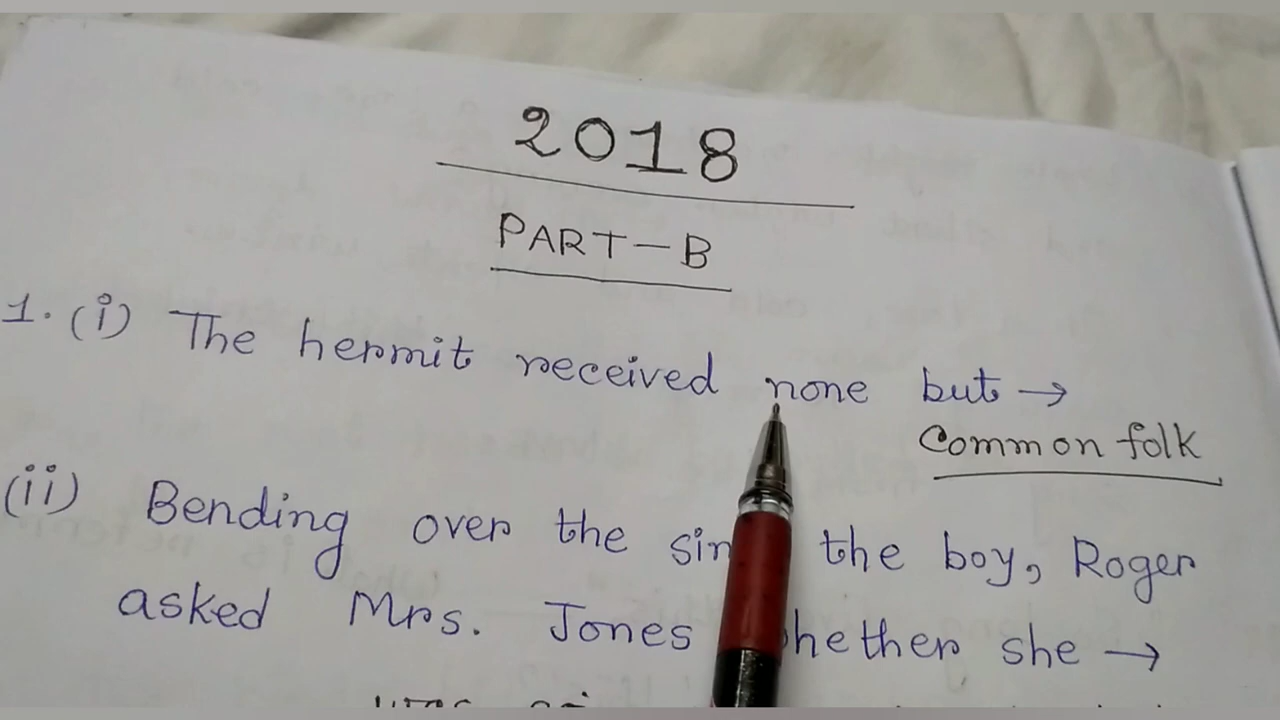 2018
PART-B
1. (i) The hermit received none but →
Common folk
(ii) Bending over the the boy, Roger
asked Mrs. Jones she →